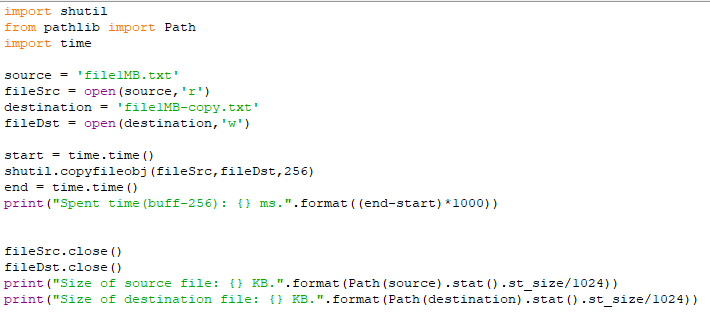 import shutil
from pathlib import Path
import time
source = 'file1MB.txt'
fileSrc = open(source,'r')
destination = 'file1MB-copy.txt'
fileDst = open(destination,'w')
start = time.time()
shutil.copyfileobj(fileSrc,fileDst,256)
end = time.time()
print("Spent time(buff-256): {} ms.".format((end-start)*1000))
fileSrc.close()
fileDst.close()
print("Size of source file: {} KB.".format(Path(source).stat().st_size/1024))
print("Size of destination file: {} KB.".format(Path(destination).stat().st_size/1024))